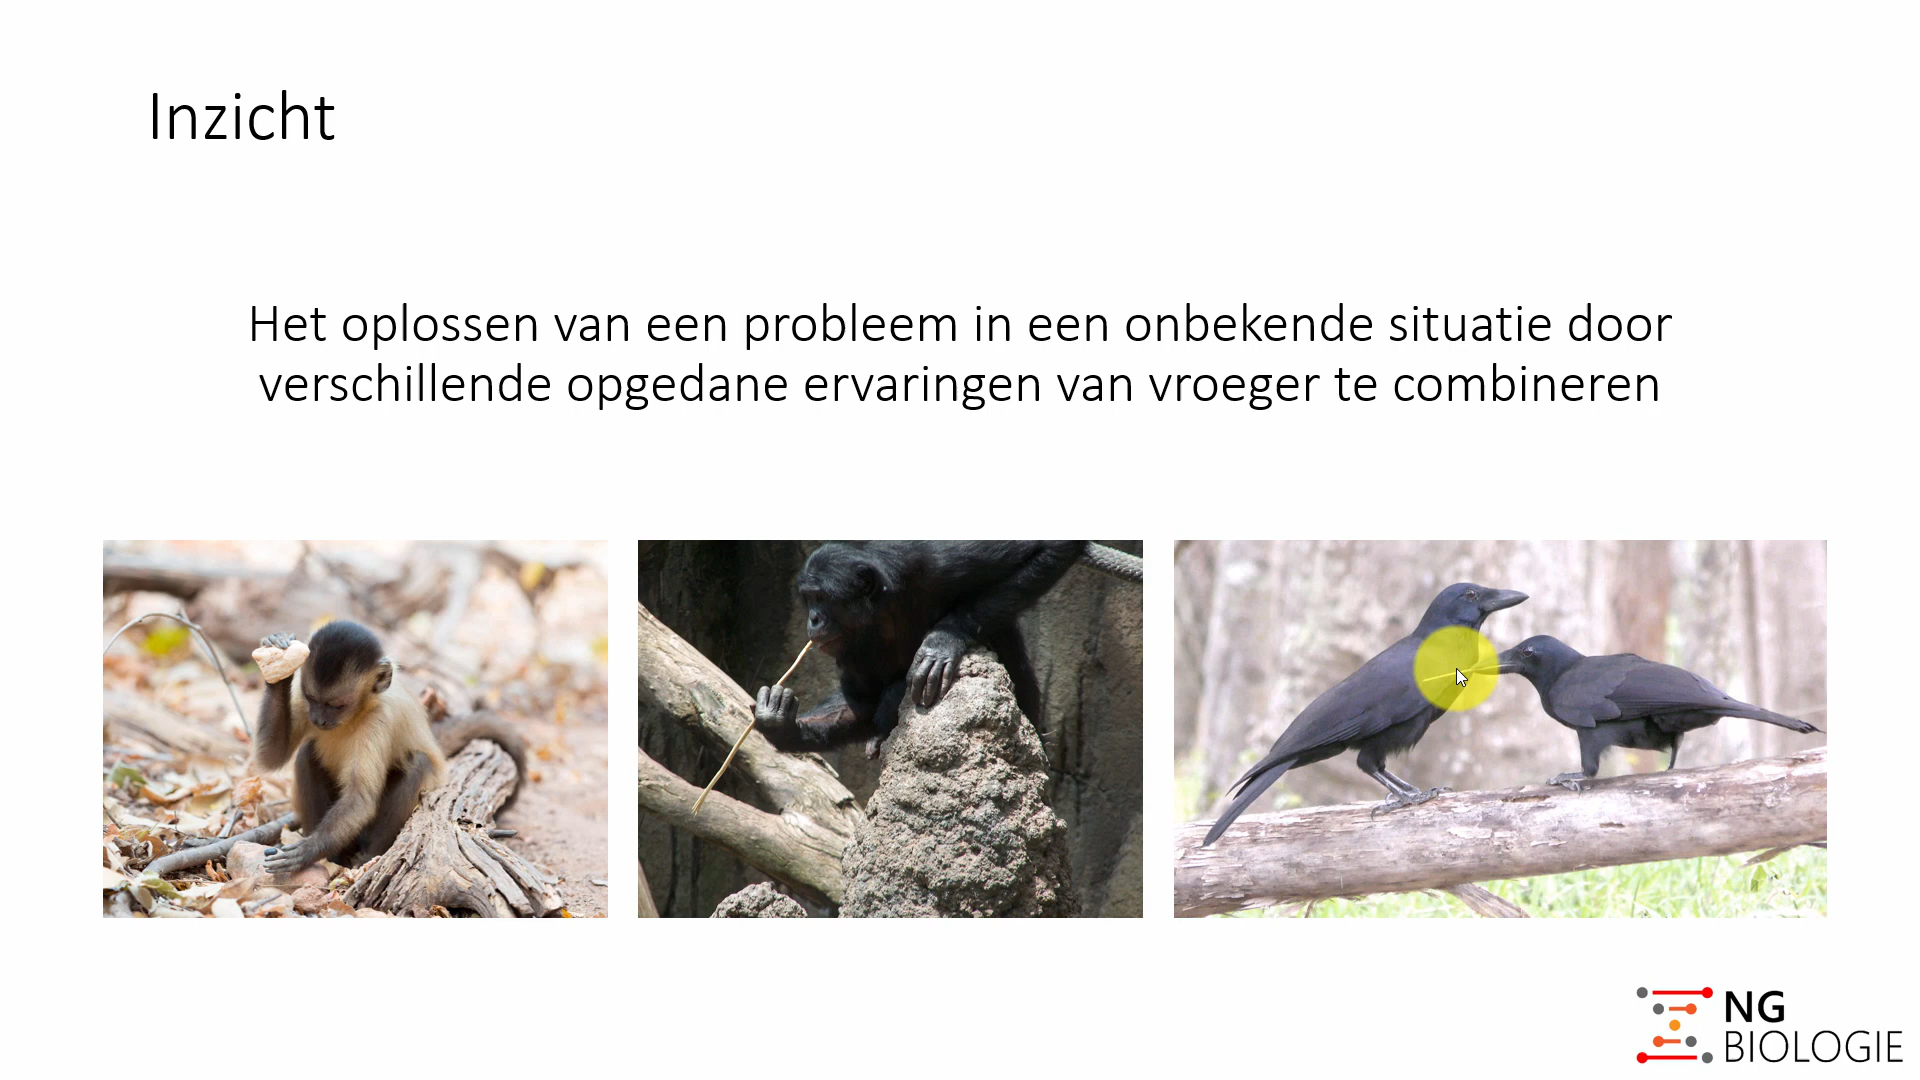 Inzicht
Het oplossen van een probleem in een onbekende situatie door
verschillende opgedane ervaringen van vroeger te combineren
NG
BIOLOGIE